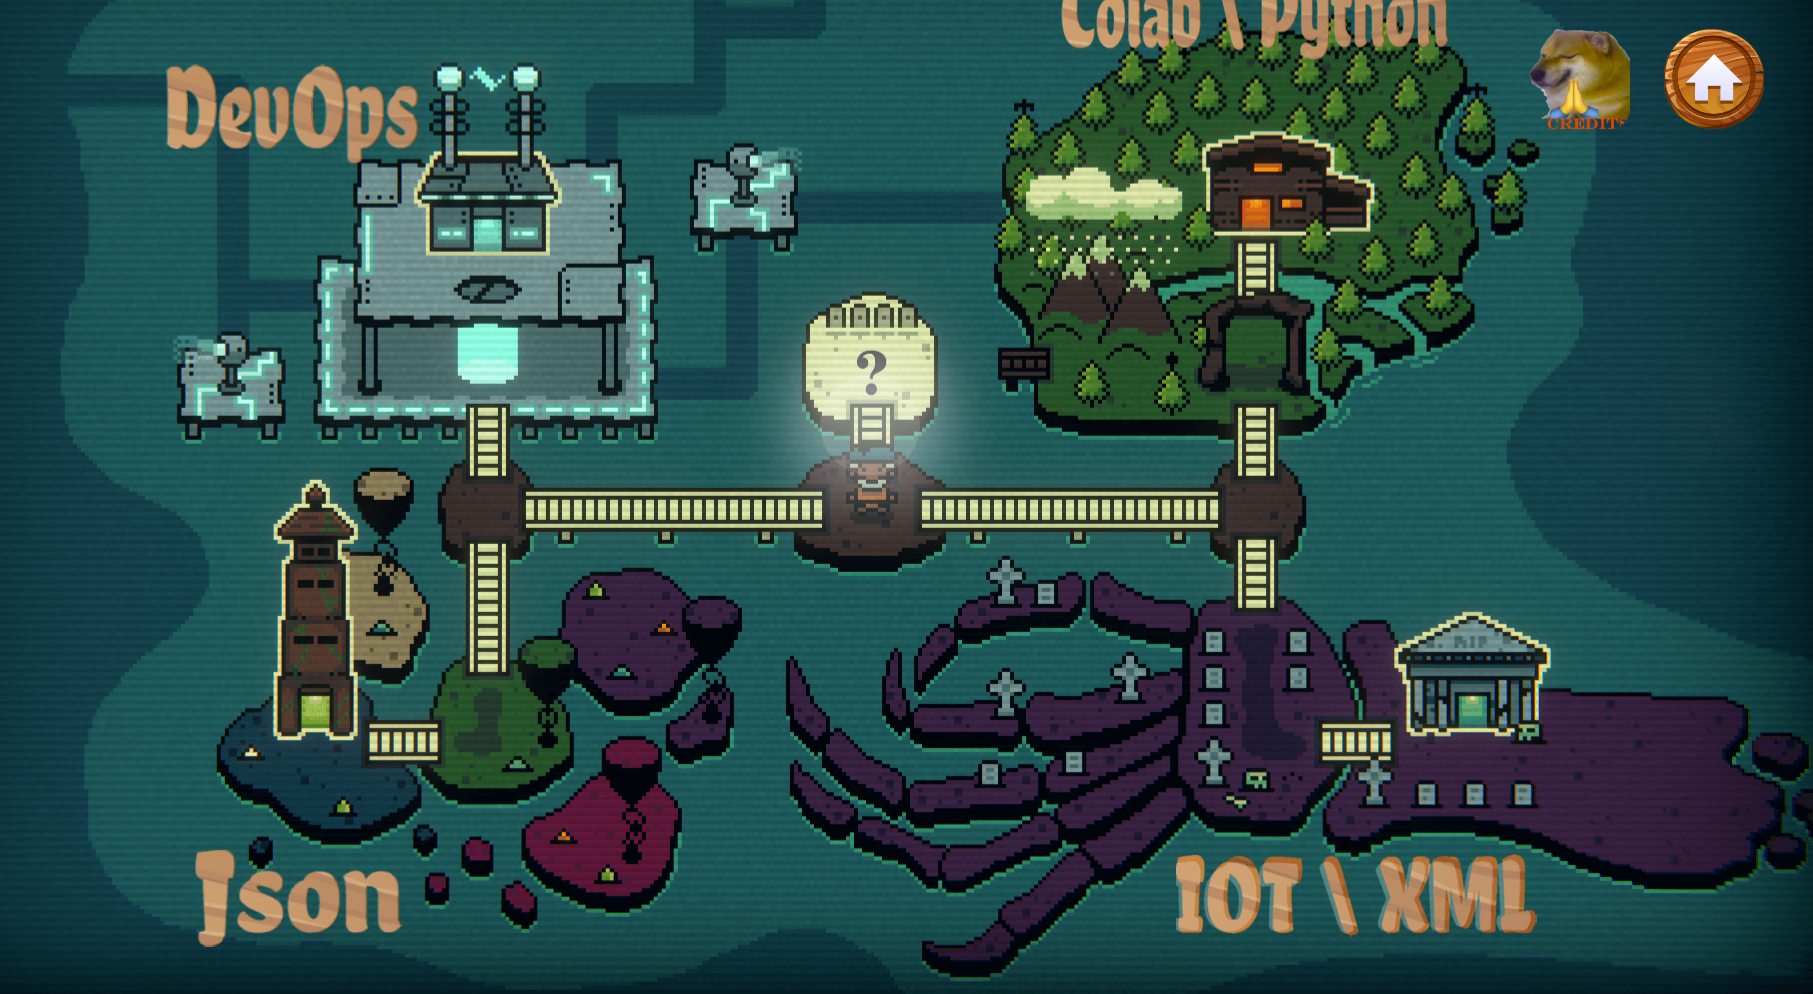 Colab \ Python
DevOps
CREDITS
?
RIP
Json
IOT \ XML